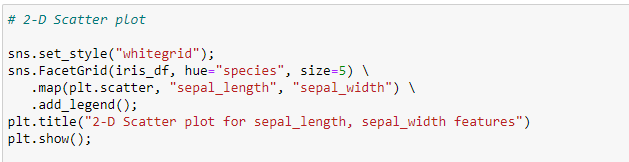 # 2-D Scatter plot
sns.set_style("whitegrid");
sns.FacetGrid(iris_df, hue="species", size=5) \
.map(plt.scatter, "sepal_length", "sepal_width") \
.add_legend();
plt.title("2-D Scatter plot for sepal_length, sepal_width features")
plt.show();